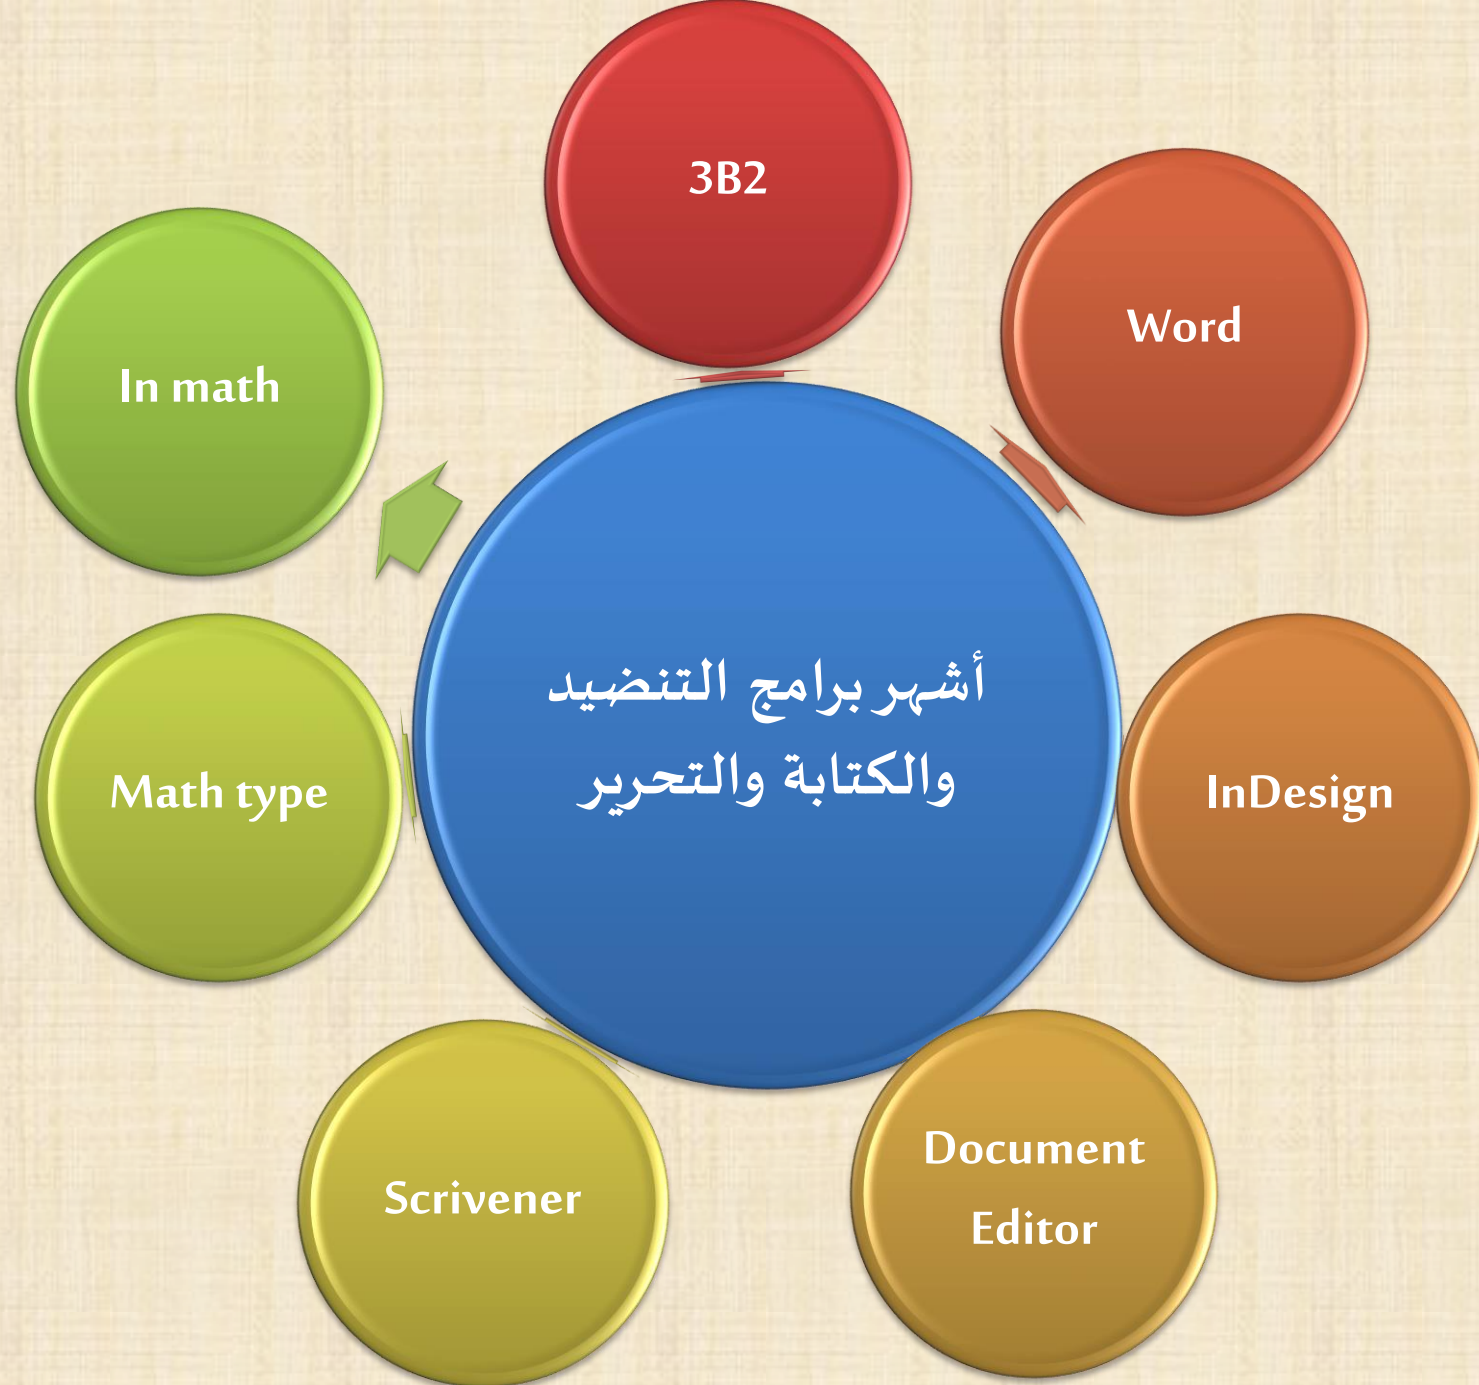 3B2
Word
In math
أشهر برامج التنضيد
والكتابة والتحرير
Math type
InDesign
Document
Editor
Scrivener